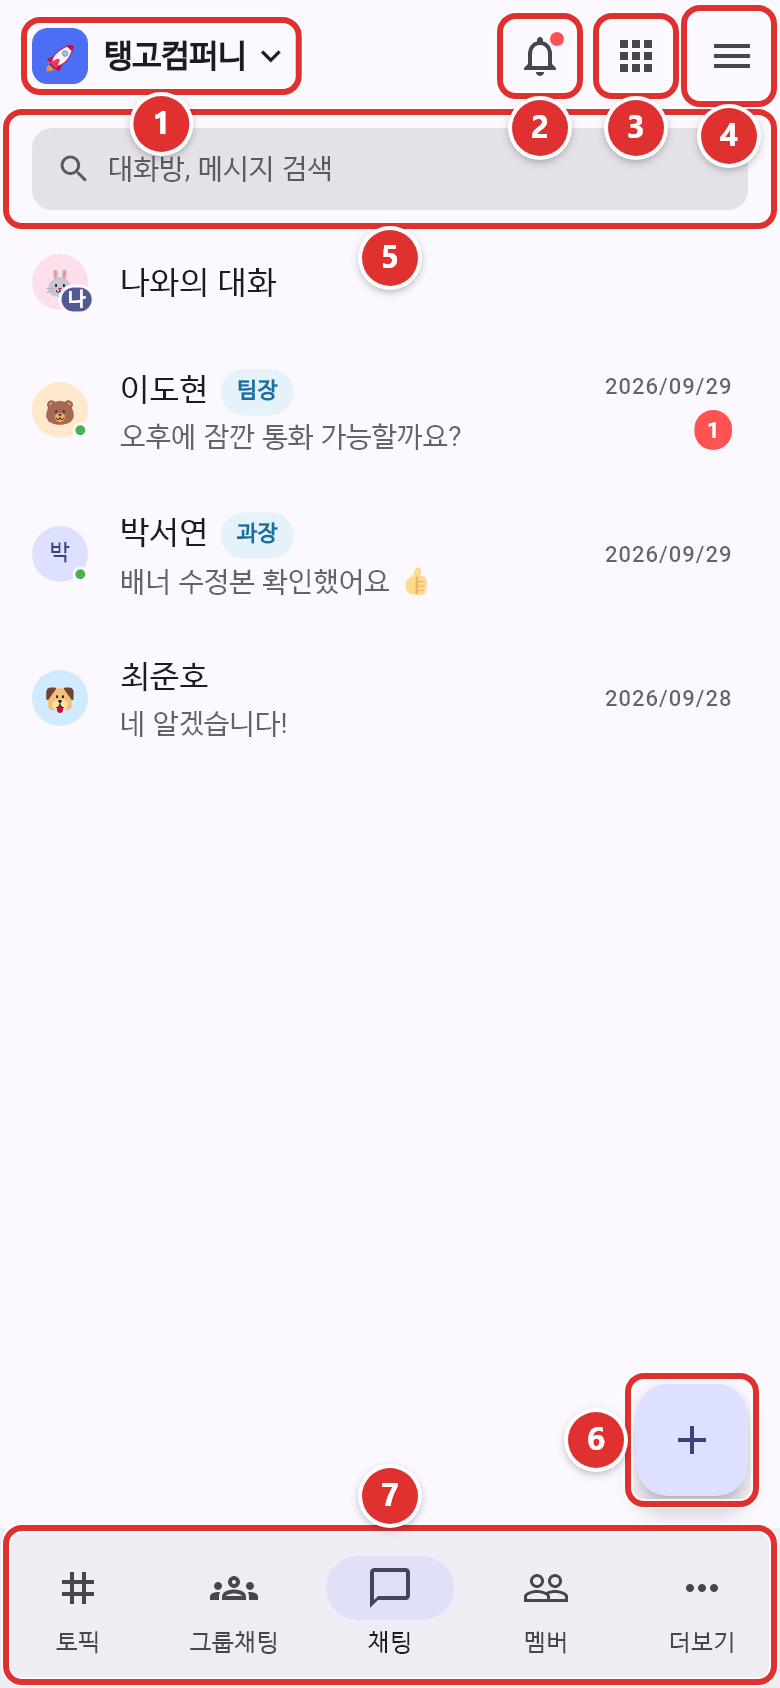 탱고컴퍼니
1
2
3
4
대화방, 메시지 검색
5
나와의 대화
나
이도현 팀장 2026/09/29
오후에 잠깐 통화 가능할까요? 1
박서연 과장
박
2026/09/29
배너 수정본 확인했어요 👍
최준호
2026/09/28
네 알겠습니다!
6
7
토픽 그룹채팅 채팅 멤버 더보기